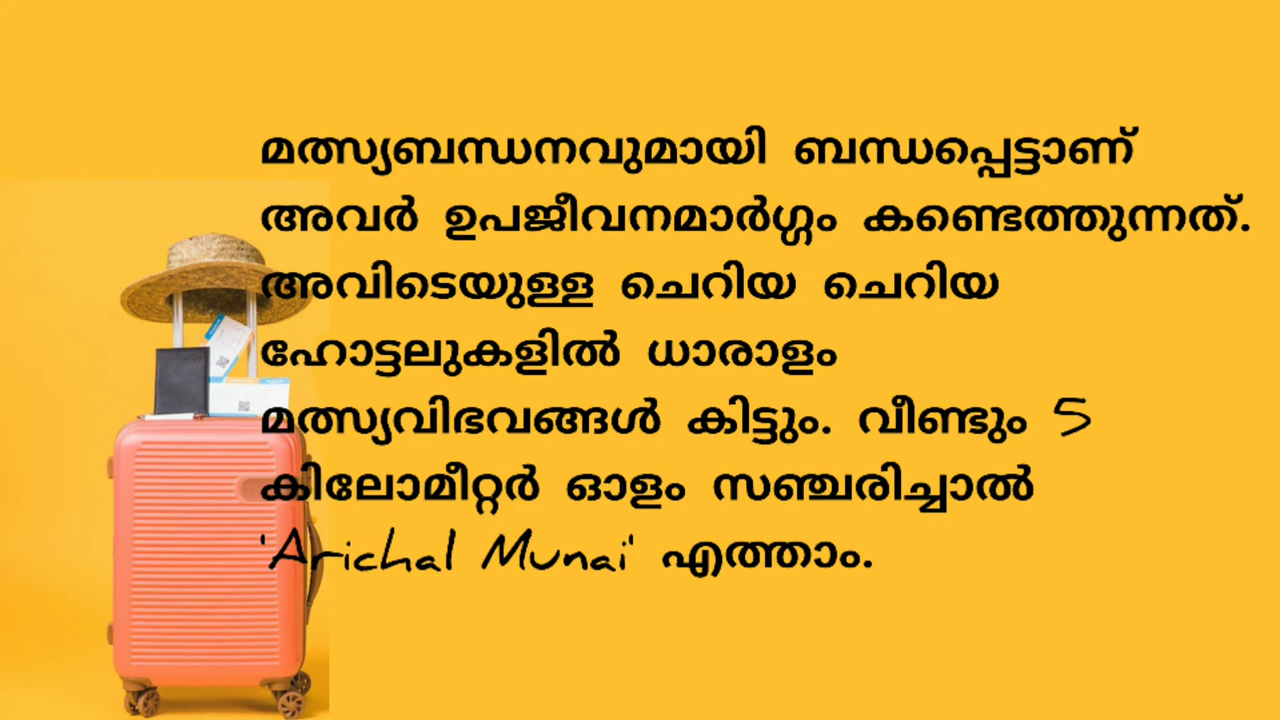 മത്സ്യബന്ധനവുമായി ബന്ധപ്പെട്ടാണ്
അവർ ഉപജീവനമാർഗ്ഗം കണ്ടെത്തുന്നത്.
അവിടെയുള്ള ചെറിയ ചെറിയ
ഹോട്ടലുകളിൽ ധാരാളം
മത്സ്യവിഭവങ്ങൾ കിട്ടും. വീണ്ടും 5
കിലോമീറ്റർ ഓളം സഞ്ചരിച്ചാൽ
'Arichal Munai' എത്താം.